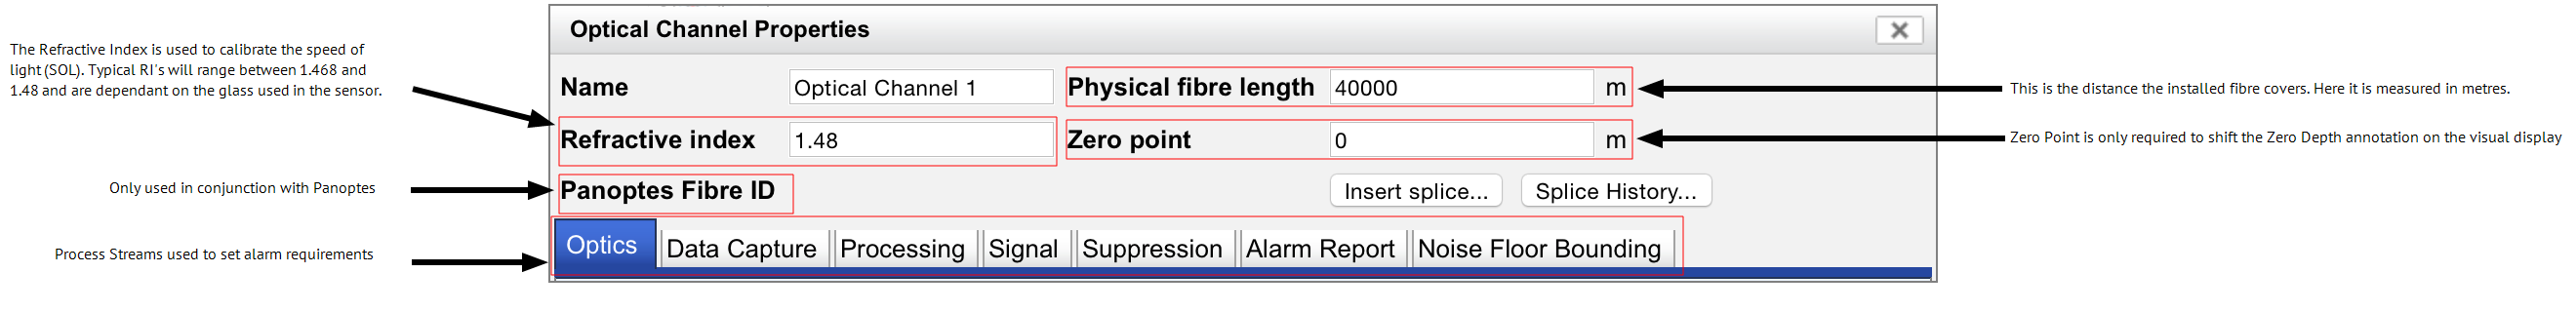 The Refractive Index is used to calibrate the speed of
light (SOL). Typical RI's will range between 1.468 and
1.48 and are dependant on the glass used in the sensor.
Only used in conjunction with Panoptes
Process Streams used to set alarm requirements
Optical Channel Properties
Name Optical Channel 1 Physical fibre length 40000 m
Refractive index 1.48 Zero point 0 m
Panoptes Fibre ID Insert splice... Splice History...
Optics Data Capture Processing Signal Suppression Alarm Report Noise Floor Bounding
This is the distance the installed fibre covers. Here it is measured in metres.
Zero Point is only required to shift the Zero Depth annotation on the visual display